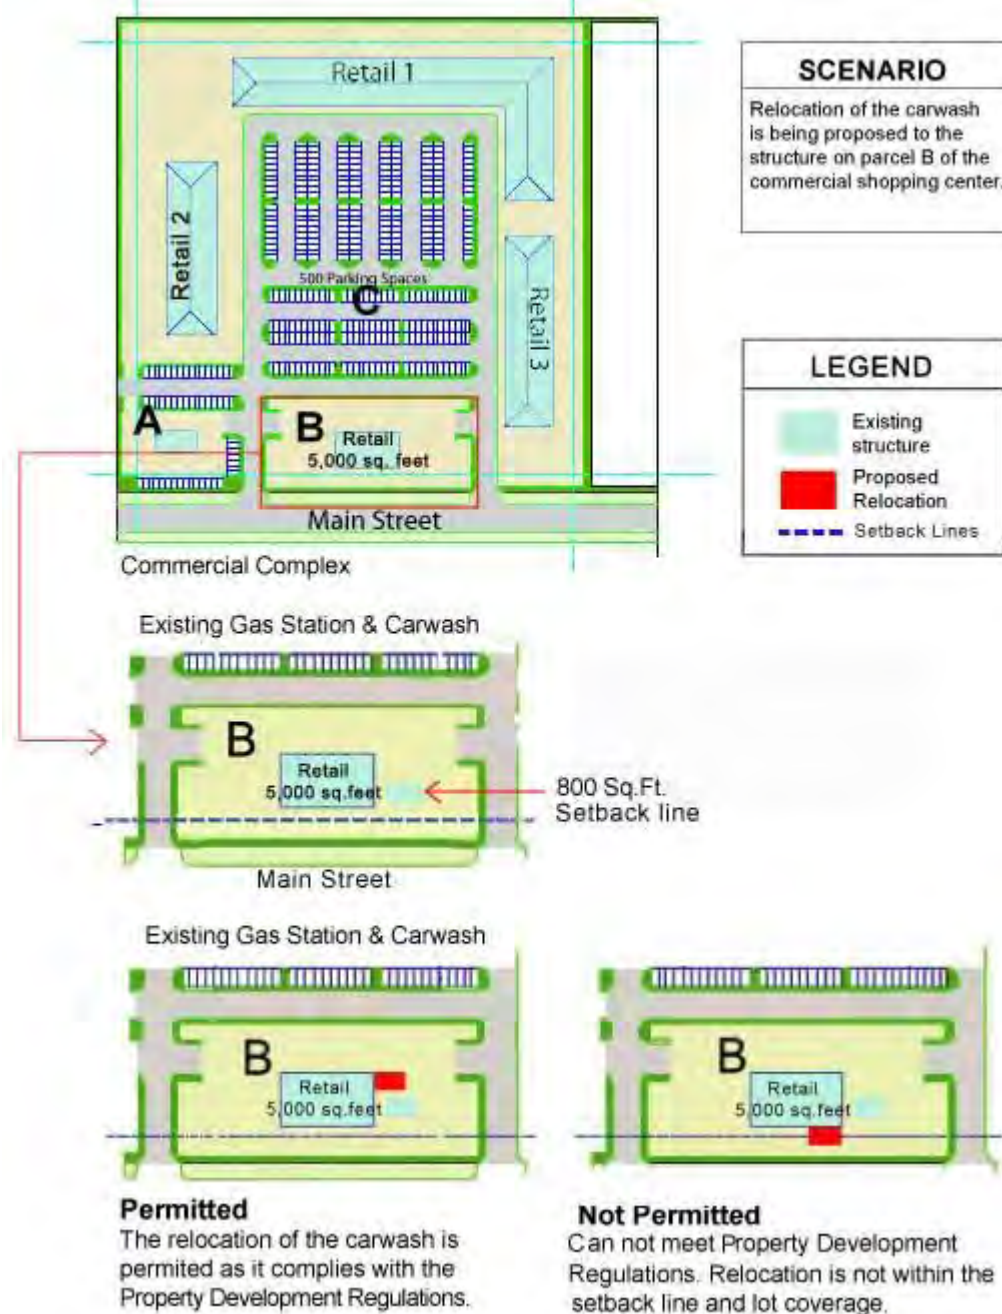 Retail 1
SCENARIO
Relocation of the carwash
is being proposed to the
structure on parcel B of the
commercial shopping center.
Retail 2
500 Parking Spaces
C
Retail 3
A
B
Retail
5,000 sq. feet
Main Street
LEGEND
Existing
structure
Proposed
Relocation
Setback Lines
Commercial Complex
Existing Gas Station & Carwash
B
Retail
5,000 sq.feet
800 Sq.Ft.
Setback line
Main Street
Existing Gas Station & Carwash
B
Retail
5,000 sq.feet
B
Retail
5,000 sq.feet
Permitted
The relocation of the carwash is
permited as it complies with the
Property Development Regulations.
Not Permitted
Can not meet Property Development
Regulations. Relocation is not within the
setback line and lot coverage.